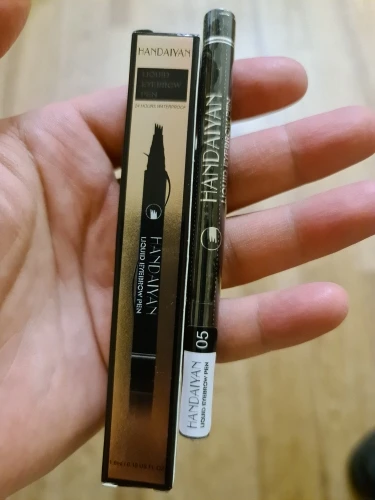 HANDAIYAN
LIQUID
EYEBROW
PEN
24 HOURS WATERPROOF
HANDAIYAN
LIQUID EYEBROW PEN
HANDAIYAN
LIQUID EYEBROW PEN
05
HANDAIYAN
LIQUID EYEBROW PEN